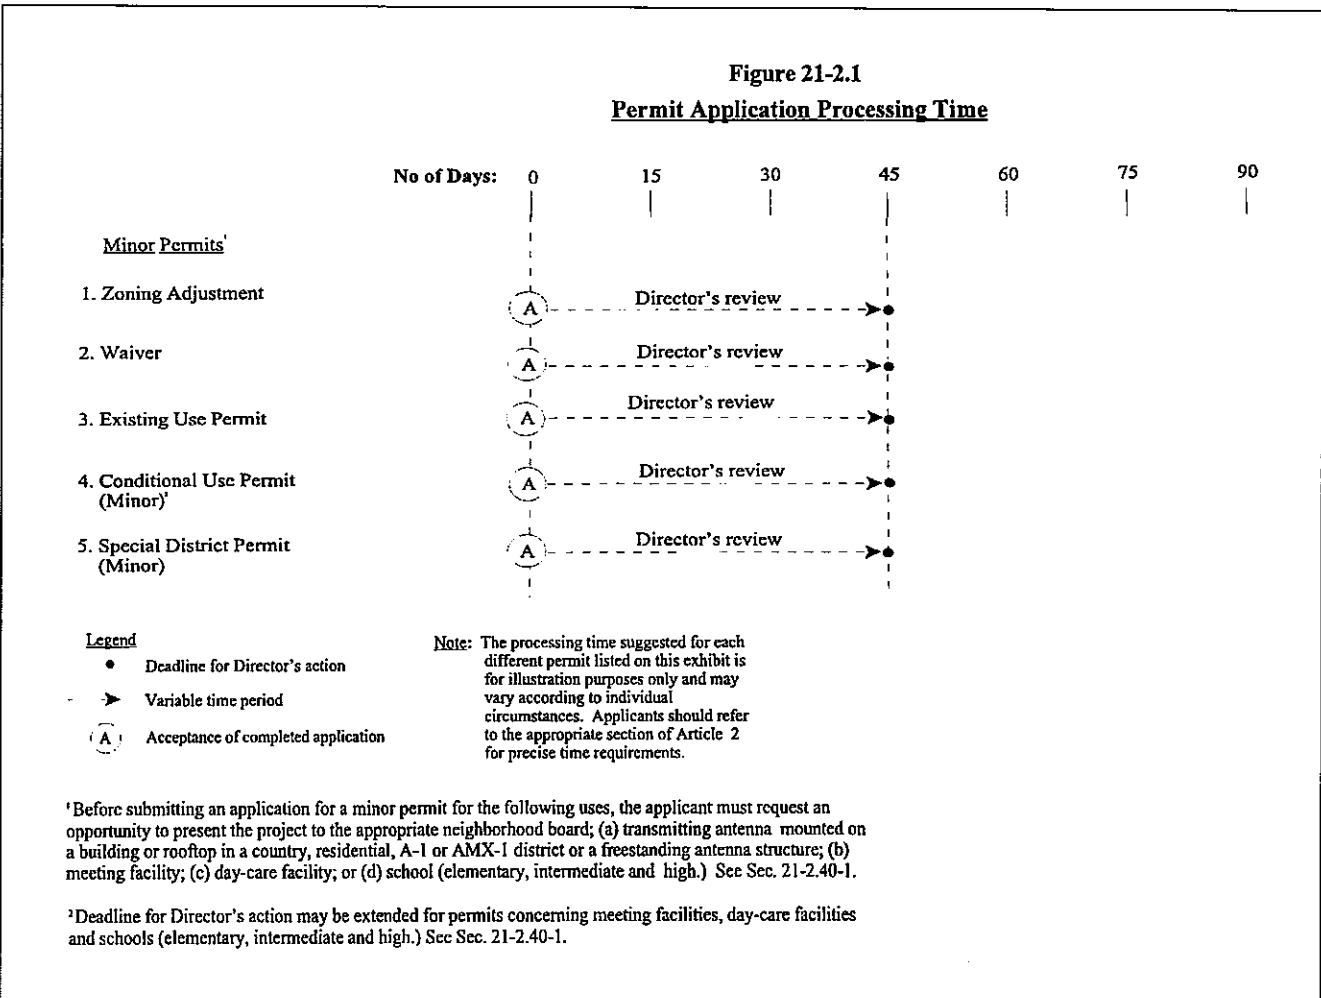 Figure 21-2.1
Permit Application Processing Time
No of Days: 0 15 30 45 60 75 90
Minor Permits¹
1. Zoning Adjustment
A Director's review
2. Waiver
A Director's review
3. Existing Use Permit
A Director's review
4. Conditional Use Permit
(Minor)²
A Director's review
5. Special District Permit
(Minor)
A Director's review
Legend
Deadline for Director's action
Variable time period
A Acceptance of completed application
Note: The processing time suggested for each
different permit listed on this exhibit is
for illustration purposes only and may
vary according to individual
circumstances. Applicants should refer
to the appropriate section of Article 2
for precise time requirements.
¹Before submitting an application for a minor permit for the following uses, the applicant must request an
opportunity to present the project to the appropriate neighborhood board; (a) transmitting antenna mounted on
a building or rooftop in a country, residential, A-1 or AMX-1 district or a freestanding antenna structure; (b)
meeting facility; (c) day-care facility; or (d) school (elementary, intermediate and high.) See Sec. 21-2.40-1.
²Deadline for Director's action may be extended for permits concerning meeting facilities, day-care facilities
and schools (elementary, intermediate and high.) See Sec. 21-2.40-1.